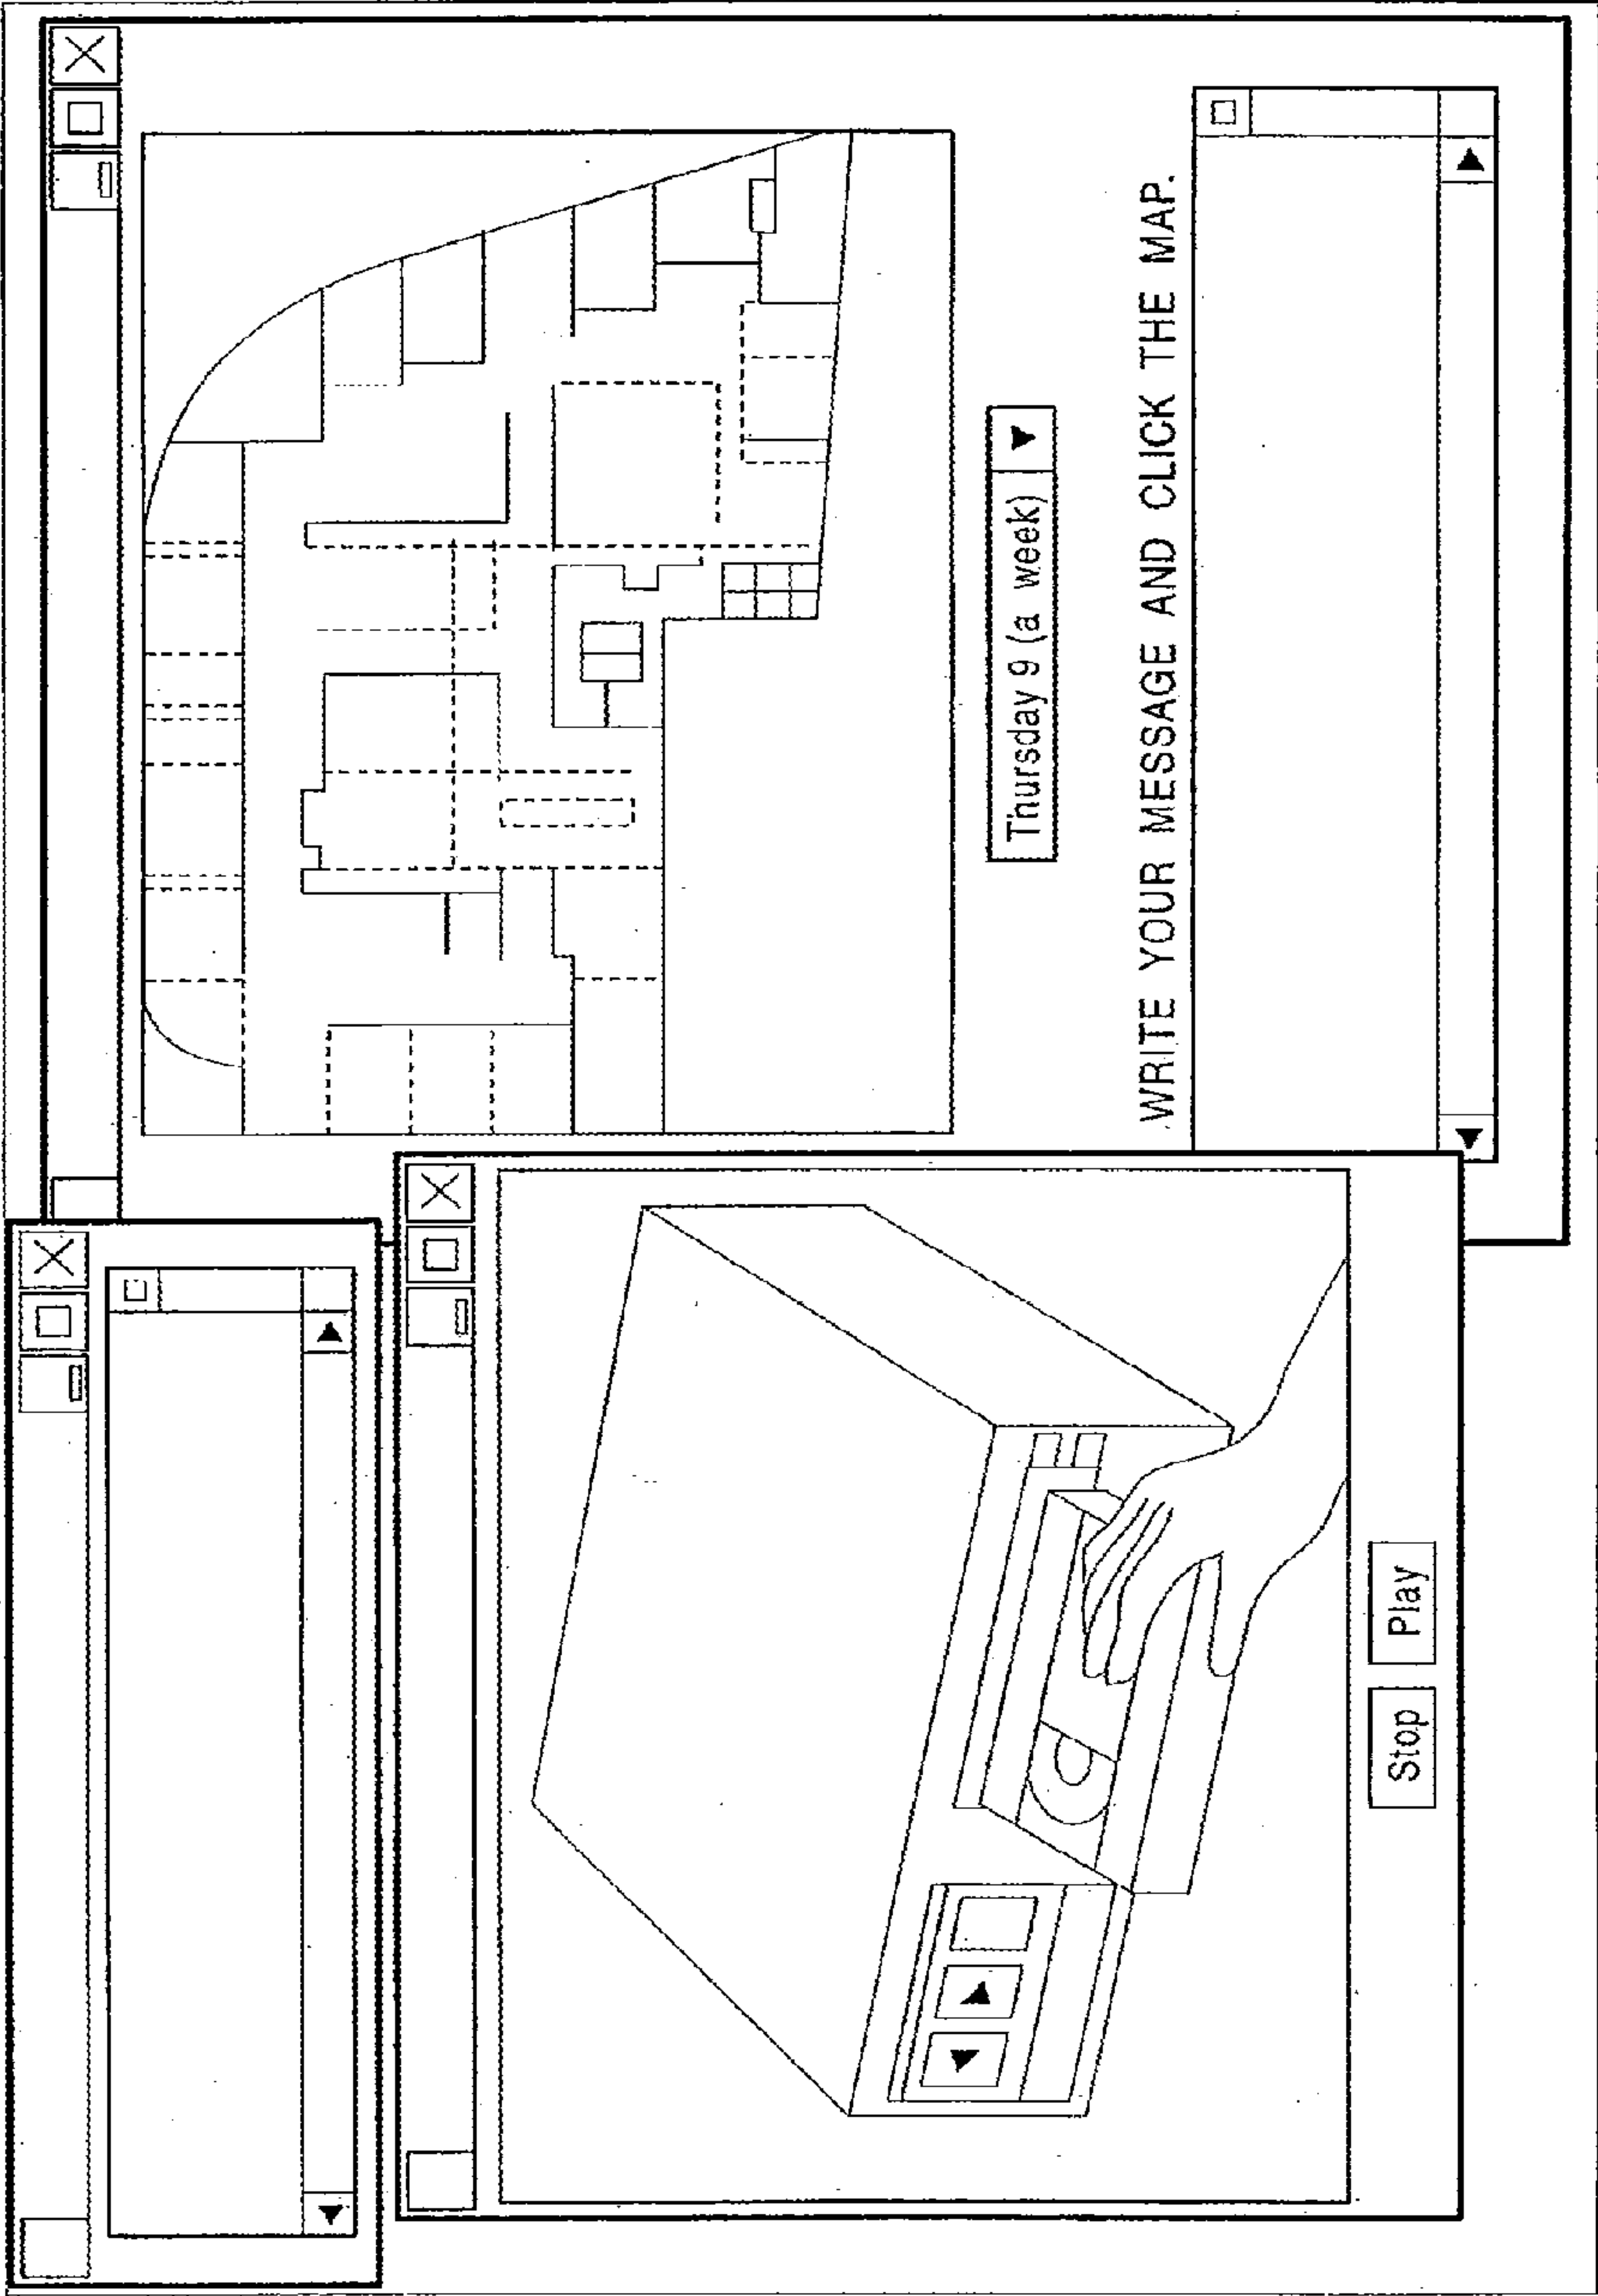 Thursday 9 (a week)
WRITE YOUR MESSAGE AND CLICK THE MAP.
Stop
Play